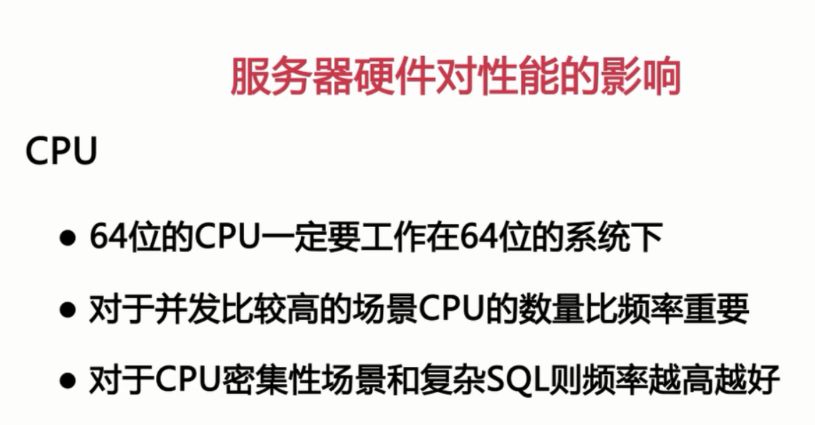 服务器硬件对性能的影响
CPU
● 64位的CPU一定要工作在64位的系统下
● 对于并发比较高的场景CPU的数量比频率重要
● 对于CPU密集性场景和复杂SQL则频率越高越好